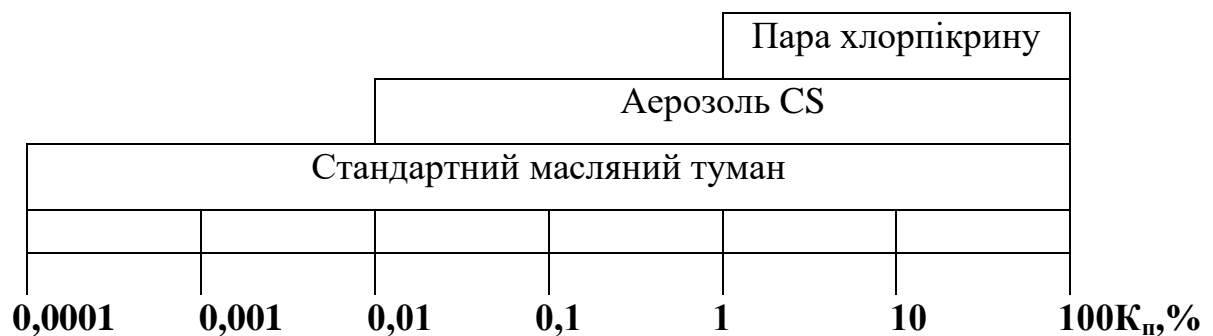 Пара хлорпікрину
Аерозоль CS
Стандартний масляний туман
0,0001 0,001 0,01 0,1 1 10 100Кп,%